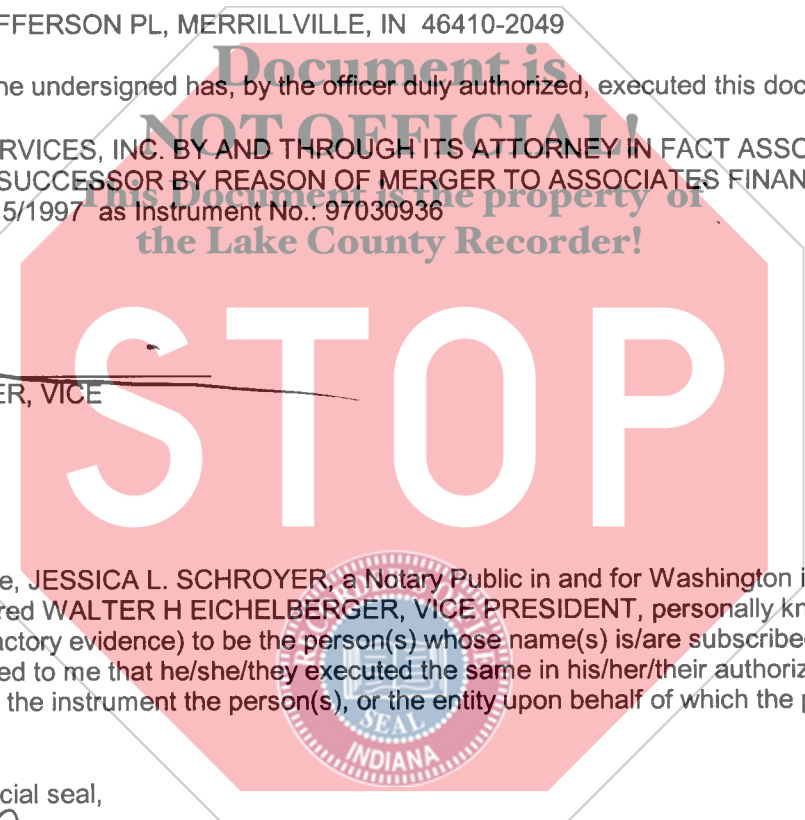 FFERSON PL, MERRILLVILLE, IN 46410-2049
Document is
ne undersigned has, by the officer duly authorized, executed this doc
NOT OFFICIAL!
RVICES, INC. BY AND THROUGH ITS ATTORNEY IN FACT ASSO
SUCCESSOR BY REASON OF MERGER TO ASSOCIATES FINAN
This Document is the property of
5/1997 as Instrument No.: 97030936
the Lake County Recorder!
STOP
ER, VICE
e, JESSICA L. SCHROYER, a Notary Public in and for Washington i
red WALTER H EICHELBERGER, VICE PRESIDENT, personally kn
actory evidence) to be the person(s) whose name(s) is/are subscribe
ed to me that he/she/they executed the same in his/her/their authoriz
the instrument the person(s), or the entity upon behalf of which the p
SEAL
INDIANA
cial seal,